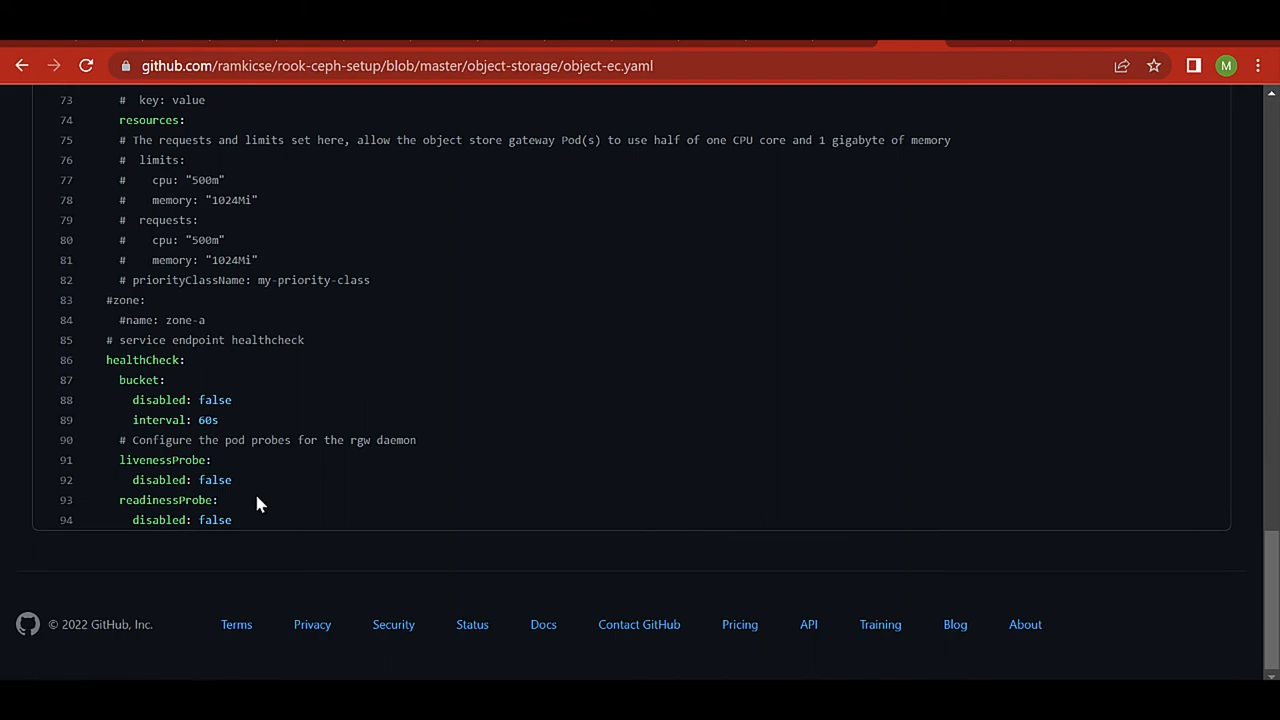 github.com/ramkicse/rook-ceph-setup/blob/master/object-storage/object-ec.yaml
M
73 # key: value
74 resources:
75 # The requests and limits set here, allow the object store gateway Pod(s) to use half of one CPU core and 1 gigabyte of memory
76 # limits:
77 # cpu: "500m"
78 # memory: "1024Mi"
79 # requests:
80 # cpu: "500m"
81 # memory: "1024Mi"
82 # priorityClassName: my-priority-class
83 #zone:
84 #name: zone-a
85 # service endpoint healthcheck
86 healthCheck:
87 bucket:
88 disabled: false
89 interval: 60s
90 # Configure the pod probes for the rgw daemon
91 livenessProbe:
92 disabled: false
93 readinessProbe:
94 disabled: false
© 2022 GitHub, Inc. Terms Privacy Security Status Docs Contact GitHub Pricing API Training Blog About